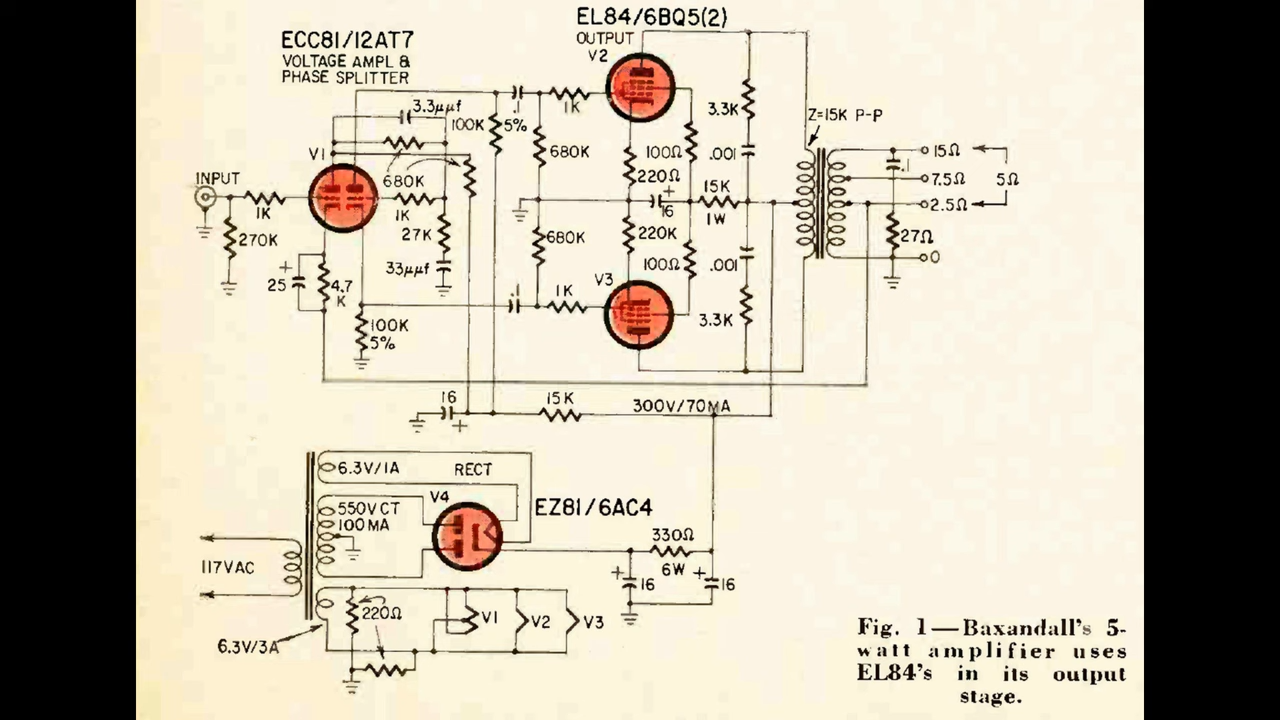 EL84/6BQ5(2)
OUTPUT
V2
ECC81/12AT7
VOLTAGE AMPL &
PHASE SPLITTER
3.3µµf
100K
.1
5%
1K
3.3K
Z=15K P-P
V1
680K
680K
100Ω
.001
15Ω
.1
INPUT
220Ω
7.5Ω
5Ω
1K
1K
+
16
15K
1W
2.5Ω
270K
27K
680K
220K
27Ω
+
25
4.7
K
33µµf
100Ω
.001
0
V3
.1
1K
100K
5%
3.3K
16
+
15K
300V/70MA
6.3V/1A
RECT
V4
EZ81/6AC4
550V CT
100MA
330Ω
6W
117VAC
+
16
+
16
220Ω
V1
V2
V3
6.3V/3A
Fig. 1—Baxandall's 5-
watt amplifier uses
EL84's in its output
stage.